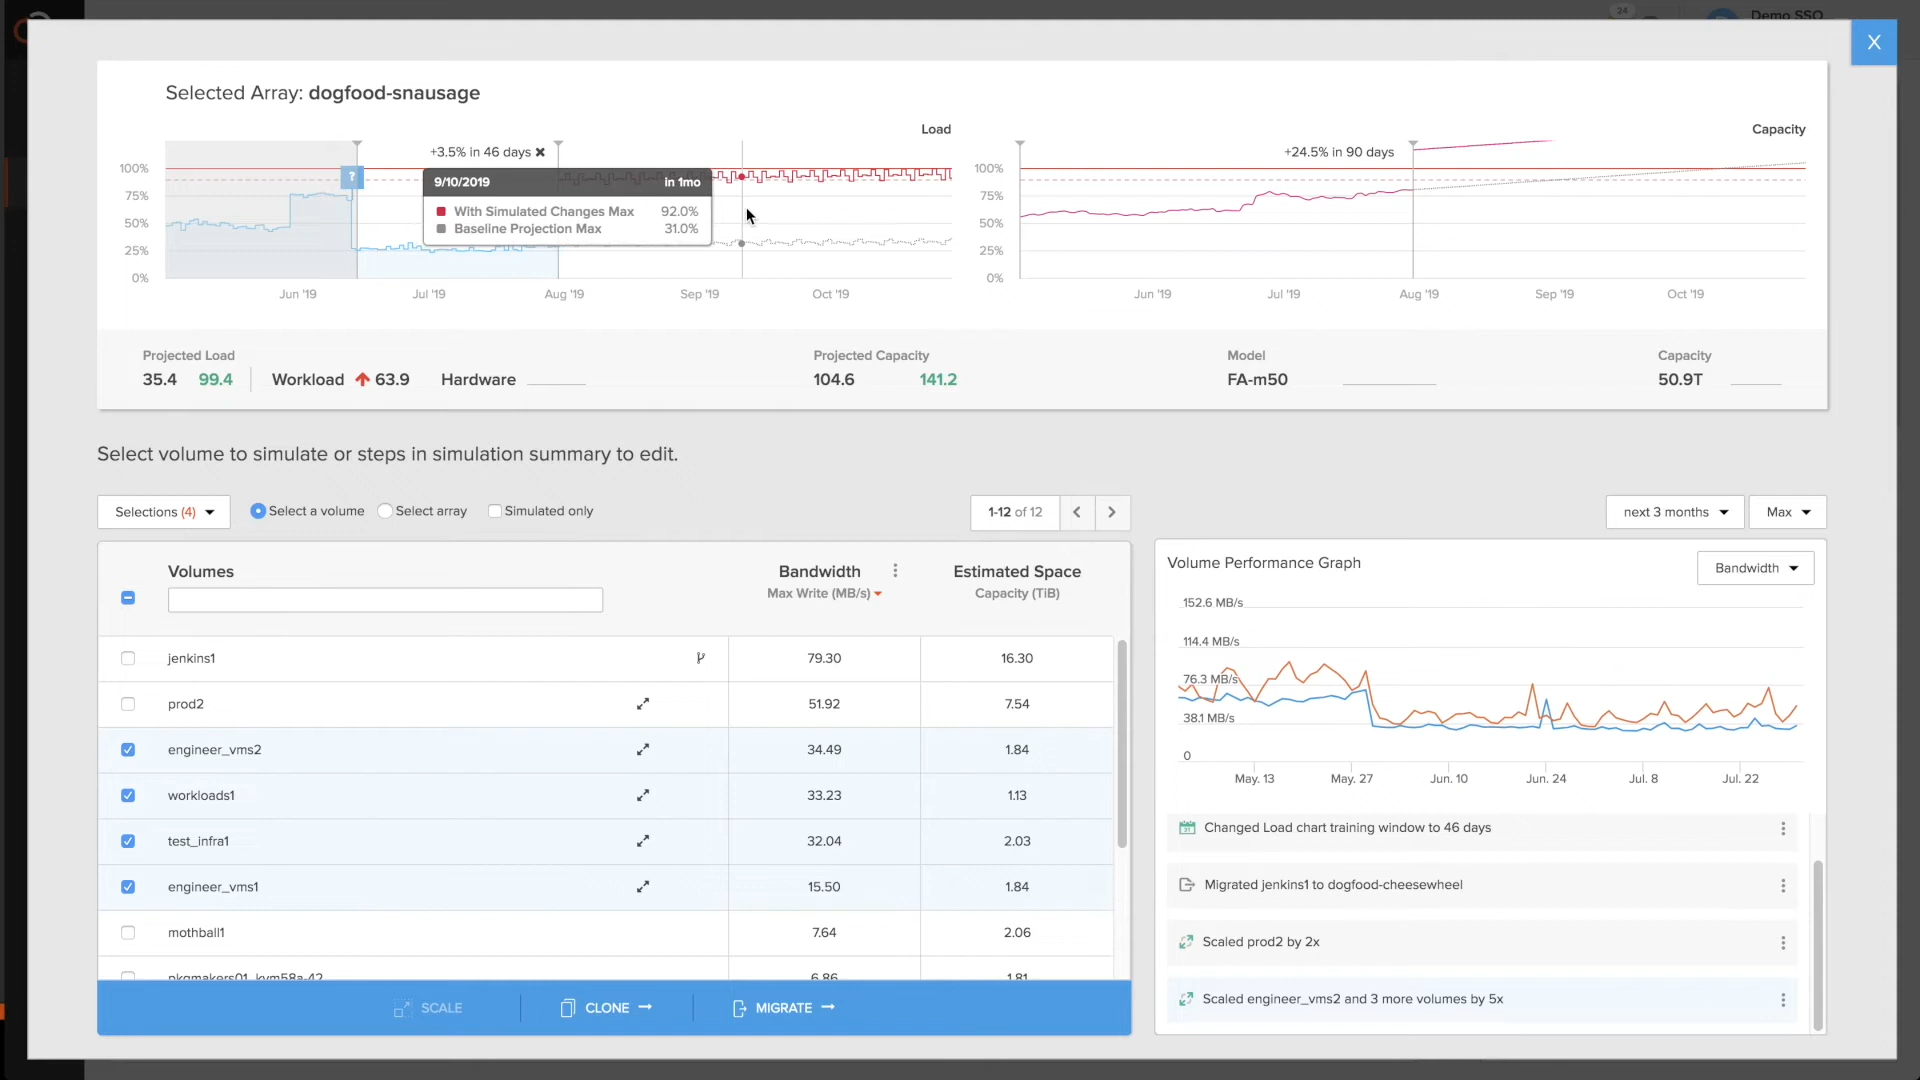 24
Demo SSO
X
Selected Array: dogfood-snausage
Load
+3.5% in 46 days ✖
100%
75%
50%
25%
0%
?
9/10/2019 in 1mo
With Simulated Changes Max 92.0%
Baseline Projection Max 31.0%
Jun '19 Jul '19 Aug '19 Sep '19 Oct '19
Capacity
+24.5% in 90 days
100%
75%
50%
25%
0%
Jun '19 Jul '19 Aug '19 Sep '19 Oct '19
Projected Load
35.4 99.4 Workload 63.9 Hardware
Projected Capacity
104.6 141.2
Model
FA-m50
Capacity
50.9T
Select volume to simulate or steps in simulation summary to edit.
Selections (4) Select a volume Select array Simulated only
1-12 of 12 < >
next 3 months Max
Volumes Bandwidth Estimated Space
Max Write (MB/s) Capacity (TiB)
jenkins1 79.30 16.30
prod2 51.92 7.54
engineer_vms2 34.49 1.84
workloads1 33.23 1.13
test_infra1 32.04 2.03
engineer_vms1 15.50 1.84
mothball1 7.64 2.06
pkgmakers01_kvm58a-42 6.86 1.81
SCALE CLONE → MIGRATE →
Volume Performance Graph
Bandwidth
152.6 MB/s
114.4 MB/s
76.3 MB/s
38.1 MB/s
0
May. 13 May. 27 Jun. 10 Jun. 24 Jul. 8 Jul. 22
Changed Load chart training window to 46 days
Migrated jenkins1 to dogfood-cheesewheel
Scaled prod2 by 2x
Scaled engineer_vms2 and 3 more volumes by 5x